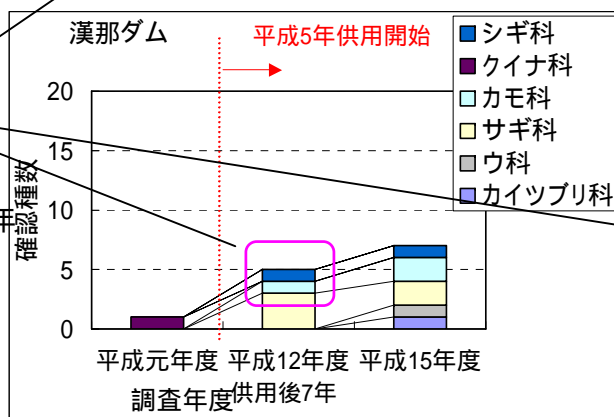 漢那ダム
平成5年供用開始
シギ科
クイナ科
カモ科
サギ科
ウ科
カイツブリ科
確認種数
20
15
10
5
0
平成元年度
平成12年度
平成15年度
調査年度
供用後7年